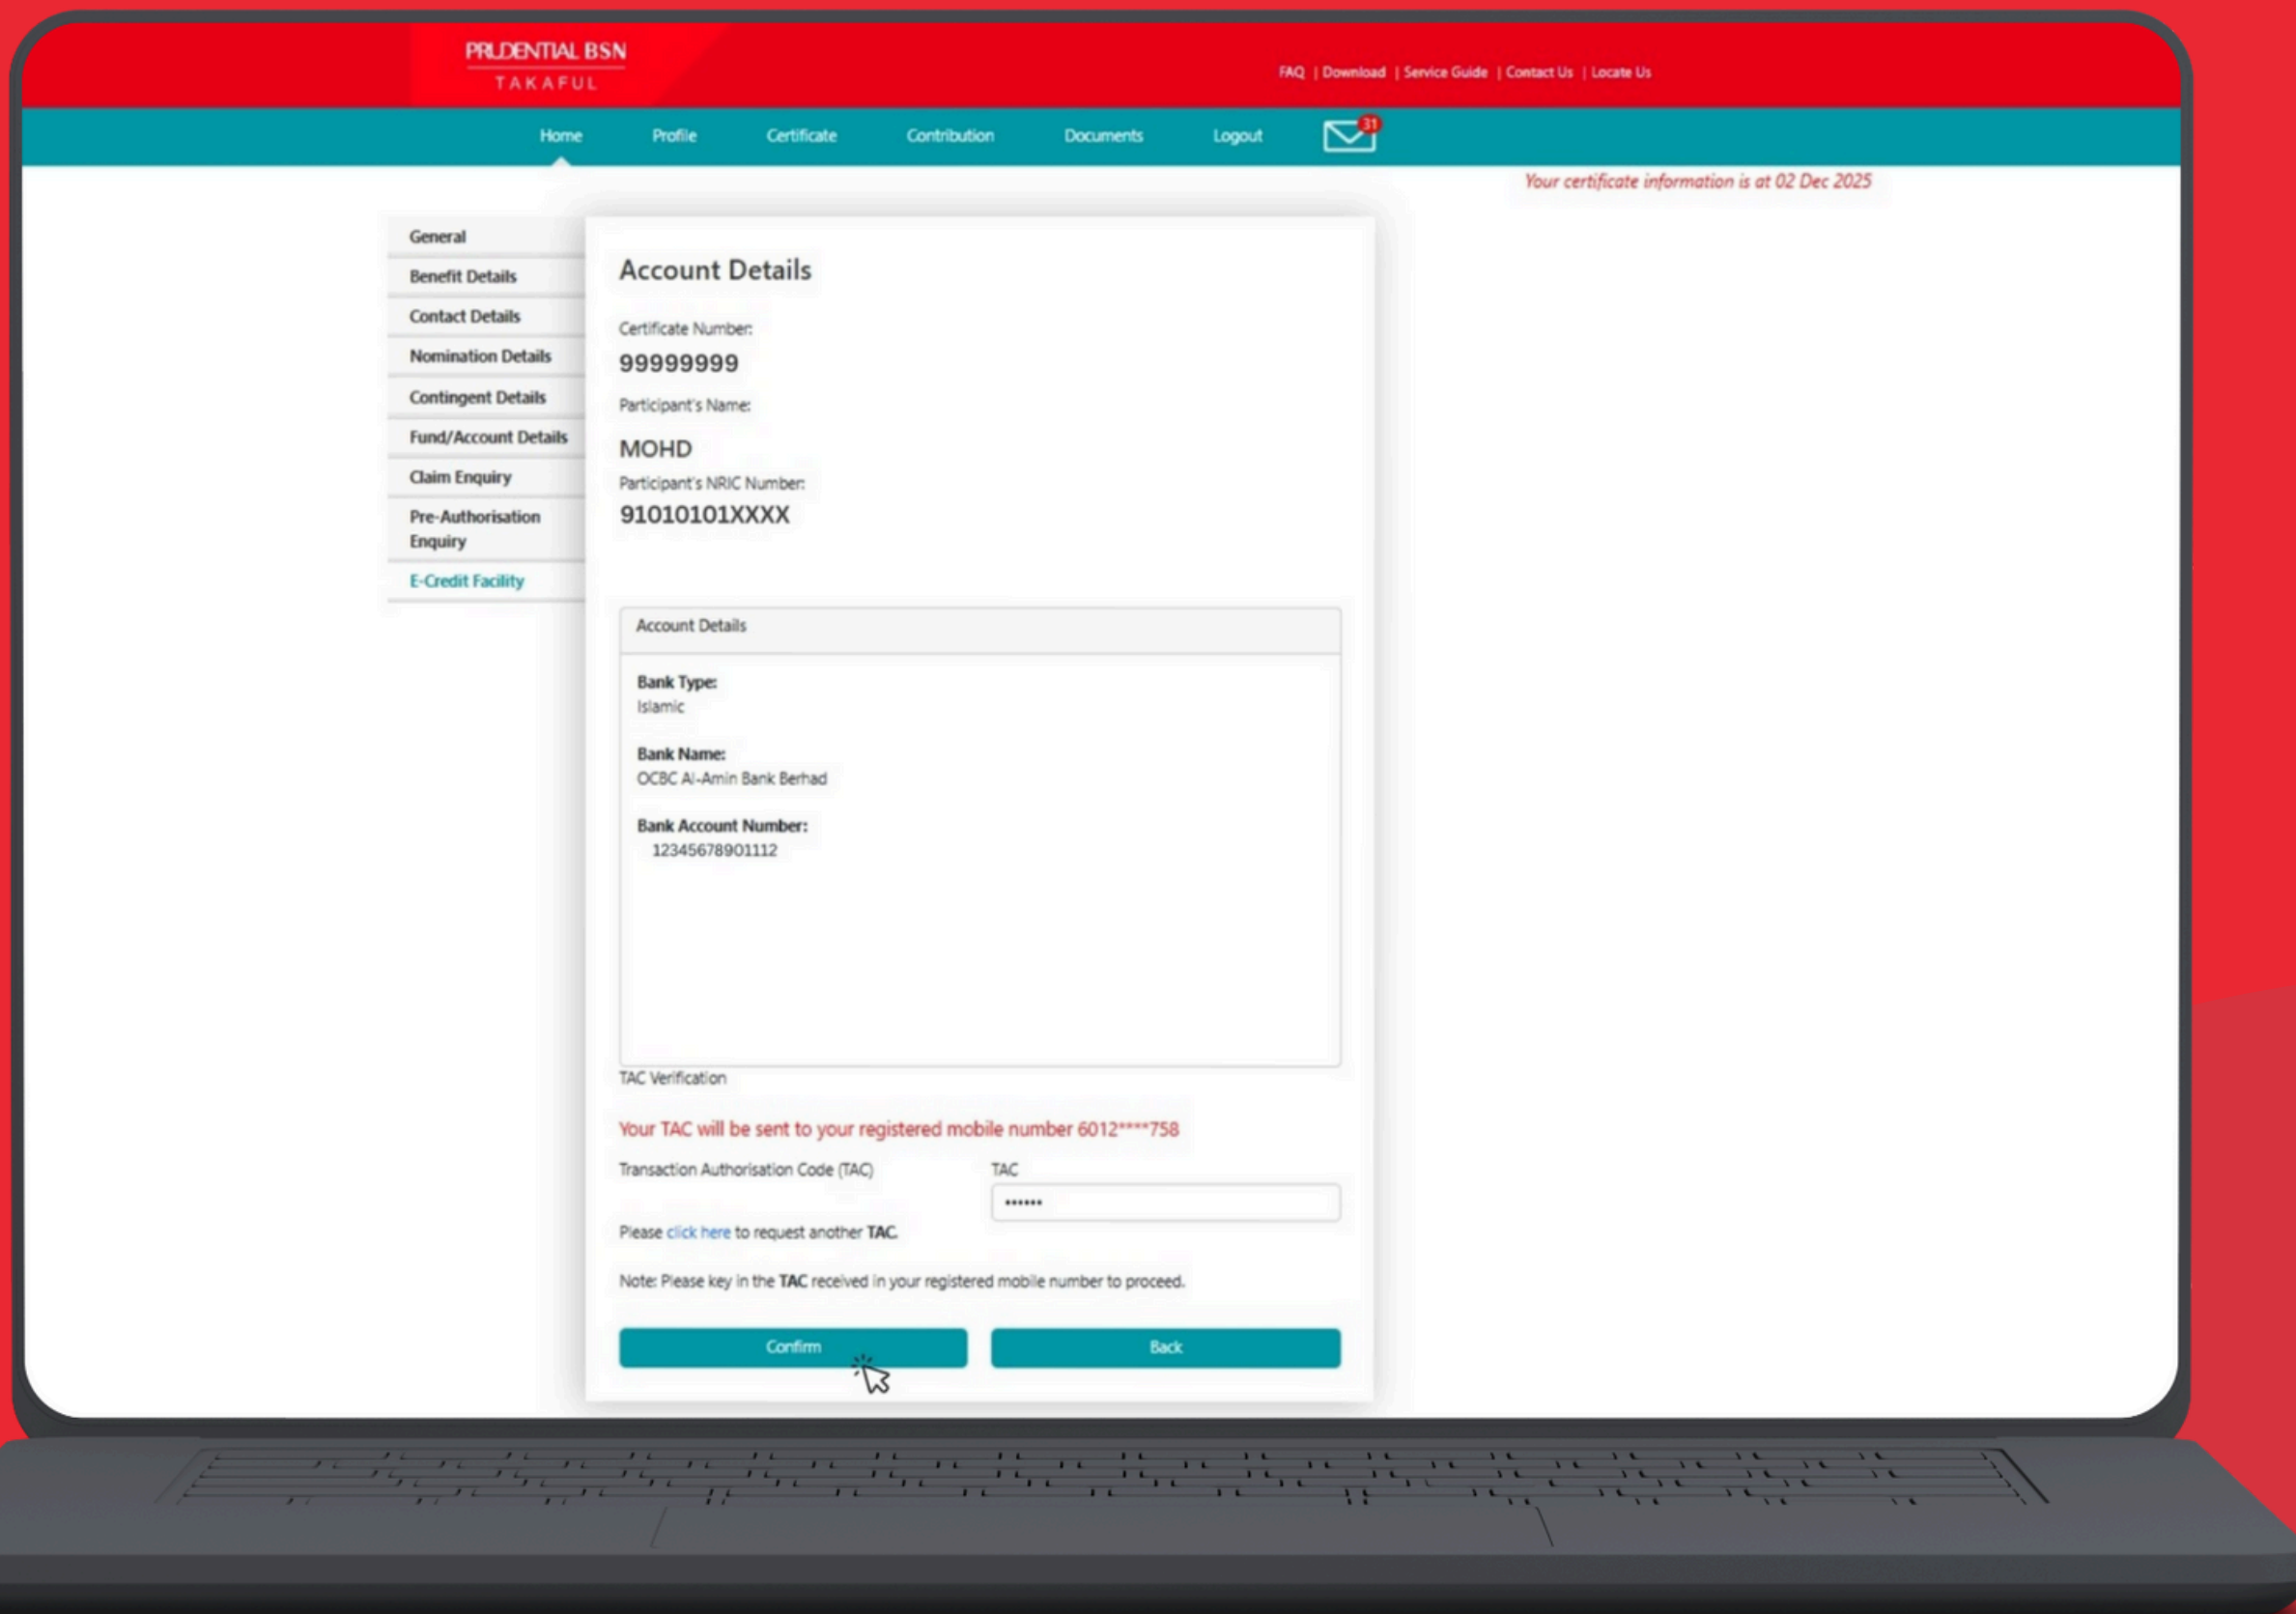 PRUDENTIAL BSN
TAKAFUL
FAQ | Download | Service Guide | Contact Us | Locate Us
Home Profile Certificate Contribution Documents Logout 31
Your certificate information is at 02 Dec 2025
General
Benefit Details
Contact Details
Nomination Details
Contingent Details
Fund/Account Details
Claim Enquiry
Pre-Authorisation
Enquiry
E-Credit Facility
Account Details
Certificate Number:
99999999
Participant's Name:
MOHD
Participant's NRIC Number:
91010101XXXX
Account Details
Bank Type:
Islamic
Bank Name:
OCBC Al-Amin Bank Berhad
Bank Account Number:
12345678901112
TAC Verification
Your TAC will be sent to your registered mobile number 6012****758
Transaction Authorisation Code (TAC) TAC
••••••
Please click here to request another TAC.
Note: Please key in the TAC received in your registered mobile number to proceed.
Confirm Back